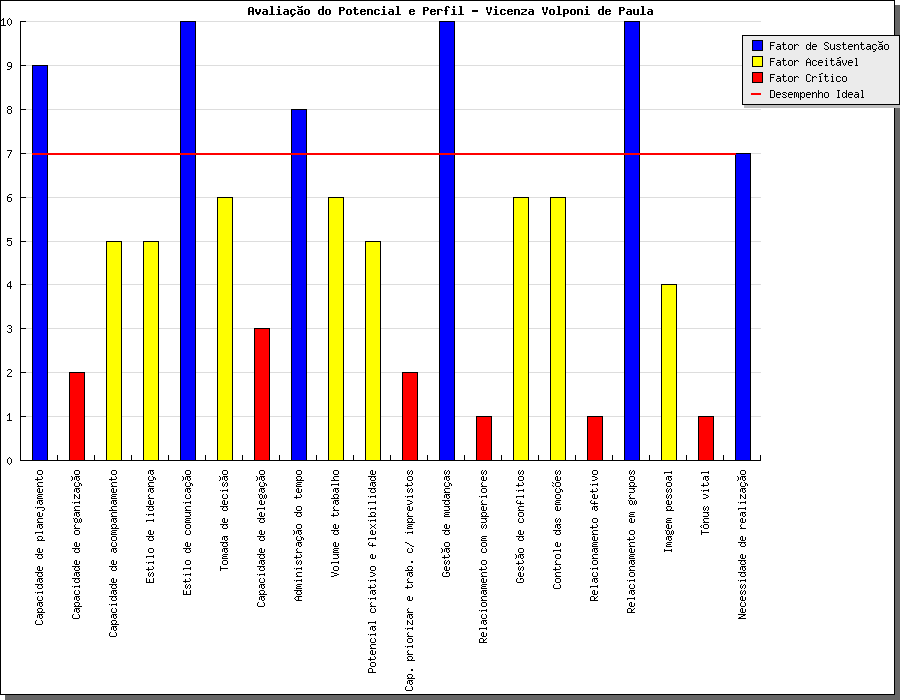 Avaliação do Potencial e Perfil - Vicenza Volponi de Paula
Fator de Sustentação
Fator Aceitável
Fator Crítico
Desempenho Ideal
10
9
8
7
6
5
4
3
2
1
0
Capacidade de planejamento
Capacidade de organização
Capacidade de acompanhamento
Estilo de liderança
Estilo de comunicação
Tomada de decisão
Capacidade de delegação
Administração do tempo
Volume de trabalho
Potencial criativo e flexibilidade
Cap. priorizar e trab. c/ imprevistos
Gestão de mudanças
Relacionamento com superiores
Gestão de conflitos
Controle das emoções
Relacionamento afetivo
Relacionamento em grupos
Imagem pessoal
Tônus vital
Necessidade de realização